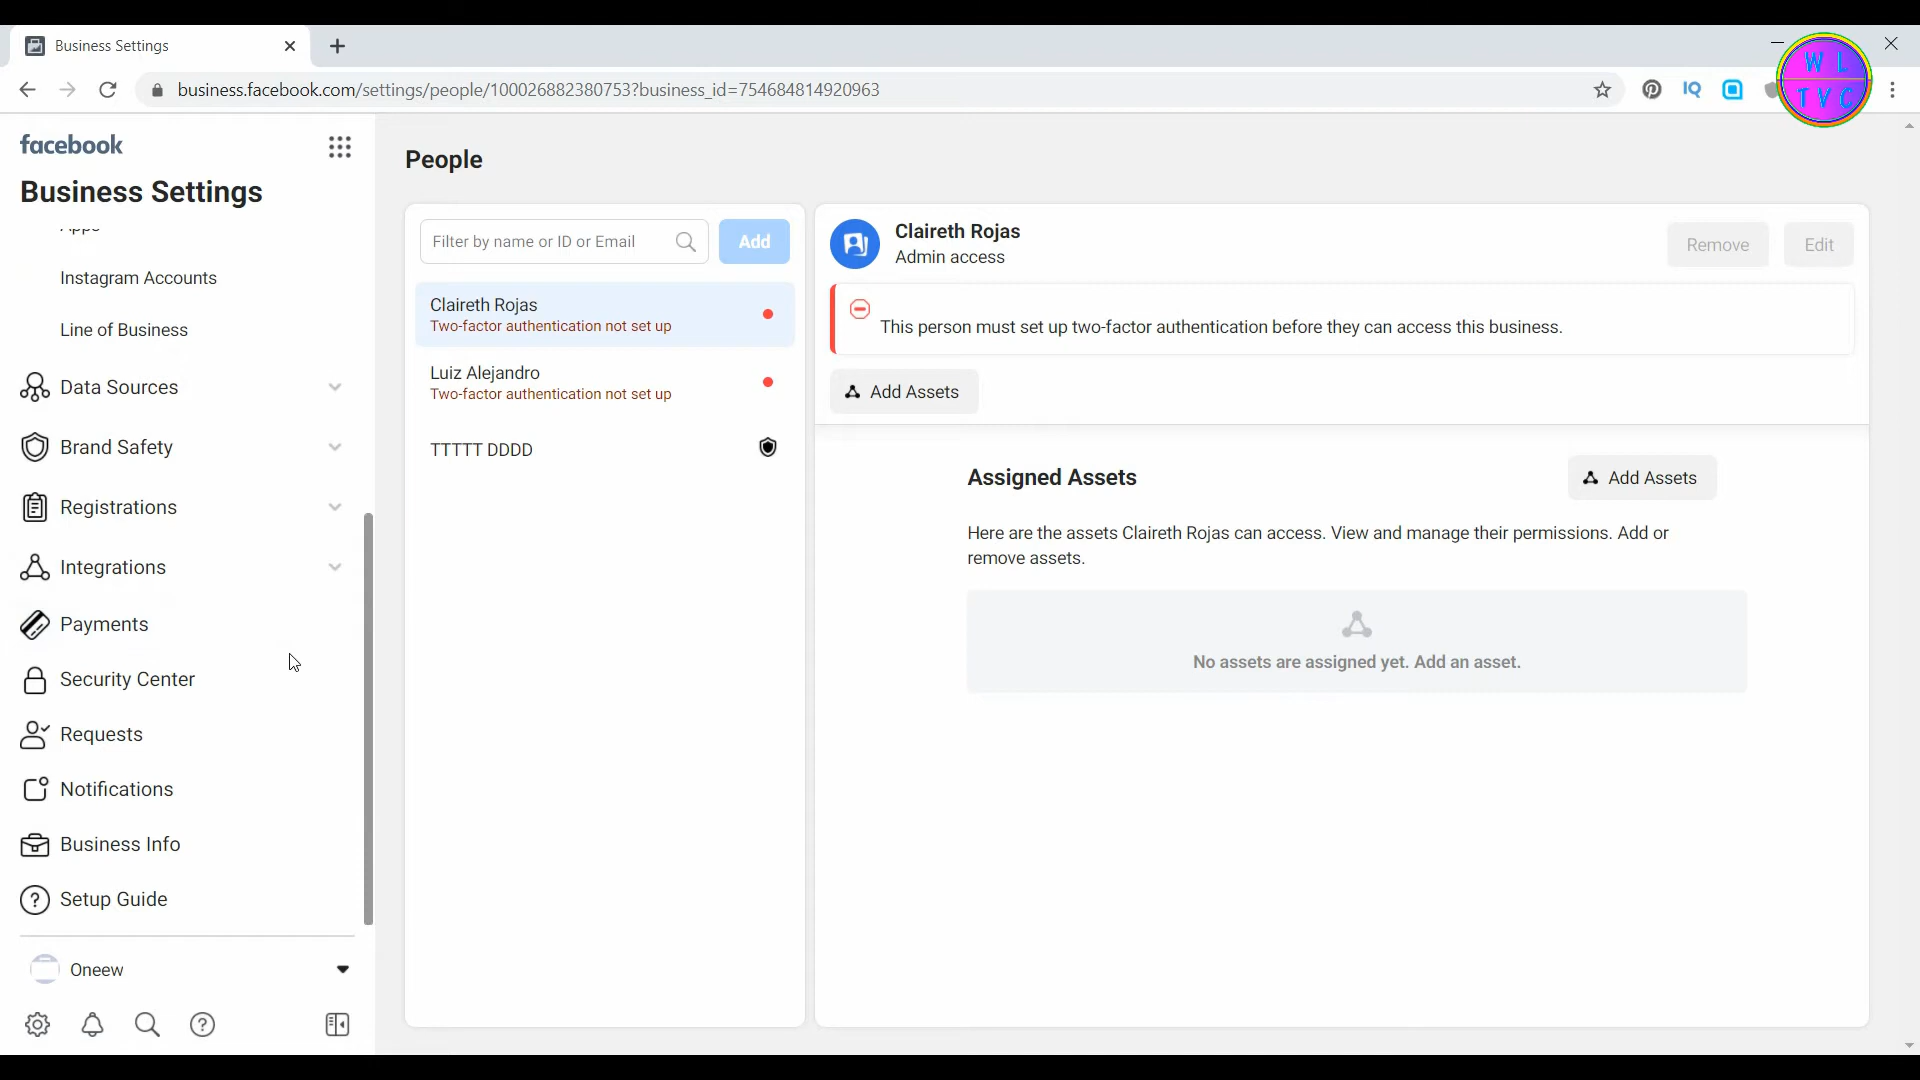 Business Settings
business.facebook.com/settings/people/100026882380753?business_id=754684814920963
W L
T V C
facebook
Business Settings
Apps
Instagram Accounts
Line of Business
Data Sources
Brand Safety
Registrations
Integrations
Payments
Security Center
Requests
Notifications
Business Info
Setup Guide
Oneew
People
Filter by name or ID or Email
Add
Claireth Rojas
Two-factor authentication not set up
Luiz Alejandro
Two-factor authentication not set up
TTTTT DDDD
Claireth Rojas
Admin access
Remove
Edit
This person must set up two-factor authentication before they can access this business.
Add Assets
Assigned Assets
Add Assets
Here are the assets Claireth Rojas can access. View and manage their permissions. Add or
remove assets.
No assets are assigned yet. Add an asset.